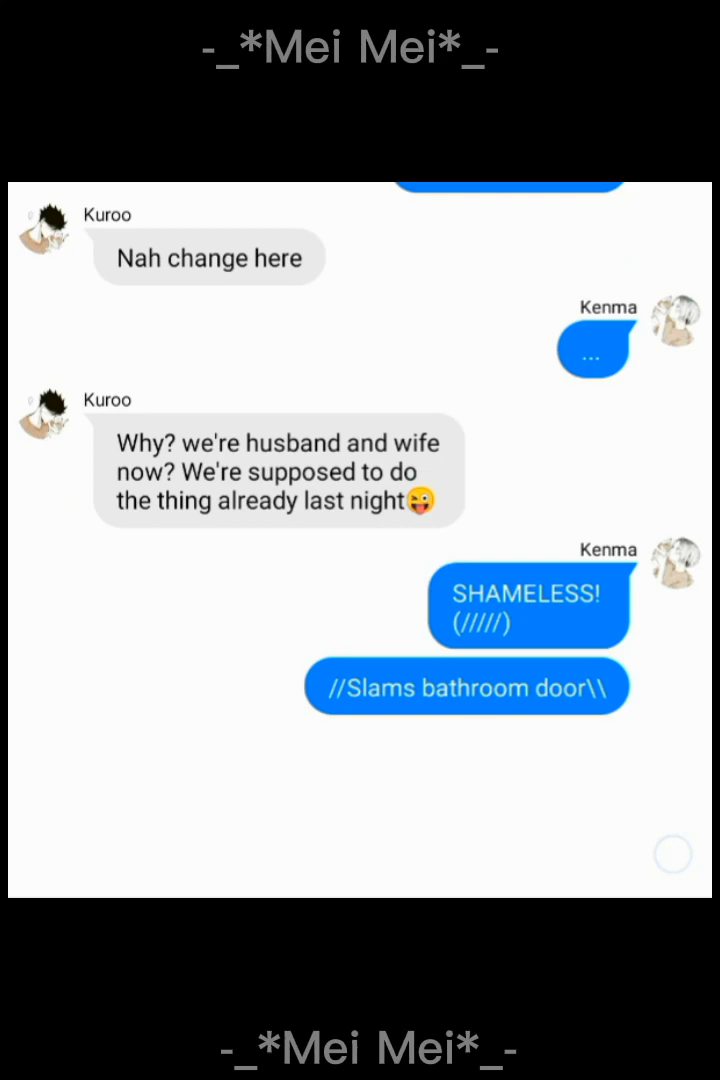 -_*Mei Mei*_-
Kuroo
Nah change here
Kenma
...
Kuroo
Why? we're husband and wife
now? We're supposed to do
the thing already last night😜
Kenma
SHAMELESS!
(/////)
//Slams bathroom door\\
-_*Mei Mei*_-